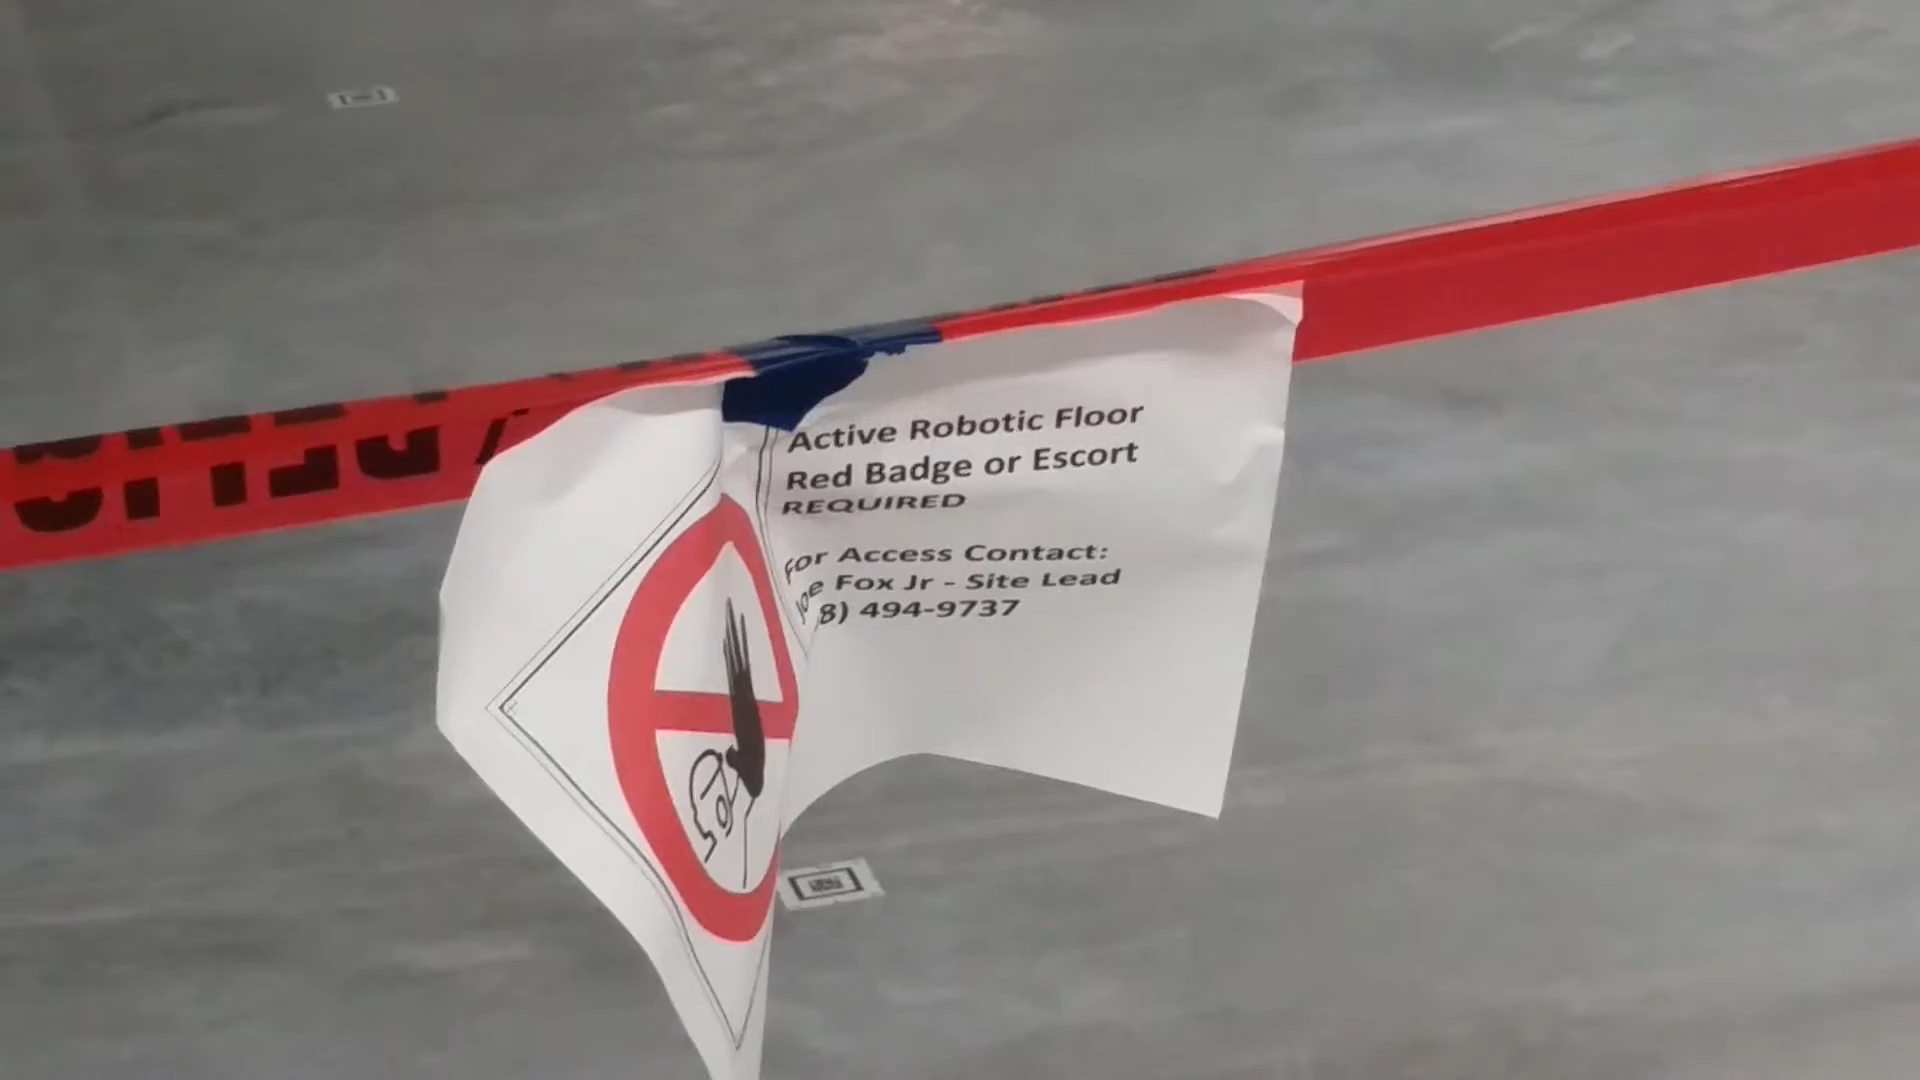 Active Robotic Floor
Red Badge or Escort
REQUIRED
For Access Contact:
Joe Fox Jr - Site Lead
8) 494-9737